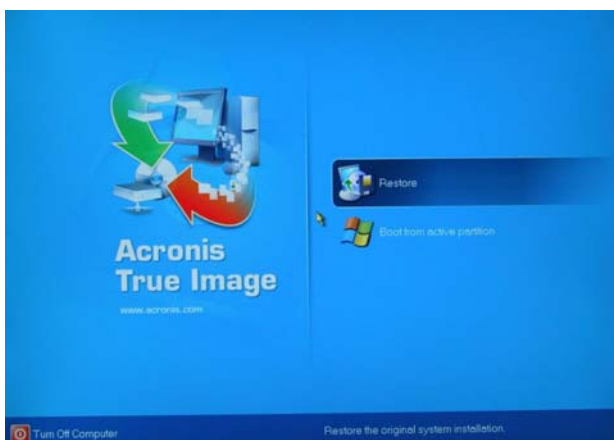 Acronis
True Image
www.acronis.com
Restore
Boot from active partition
Turn Off Computer
Restore the original system installation.